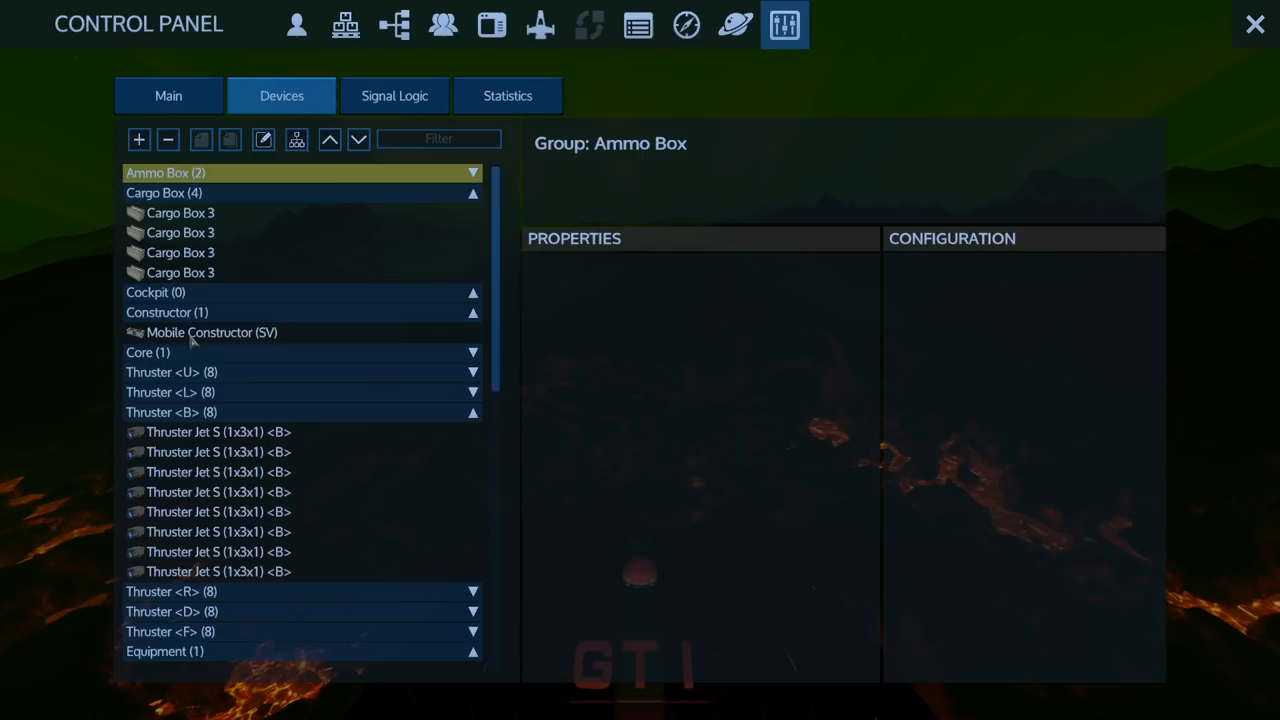 CONTROL PANEL
Main
Devices
Signal Logic
Statistics
Filter
Group: Ammo Box
Ammo Box (2)
Cargo Box (4)
Cargo Box 3
Cargo Box 3
Cargo Box 3
Cargo Box 3
Cockpit (0)
Constructor (1)
Mobile Constructor (SV)
Core (1)
Thruster <U> (8)
Thruster <L> (8)
Thruster <B> (8)
Thruster Jet S (1x3x1) <B>
Thruster Jet S (1x3x1) <B>
Thruster Jet S (1x3x1) <B>
Thruster Jet S (1x3x1) <B>
Thruster Jet S (1x3x1) <B>
Thruster Jet S (1x3x1) <B>
Thruster Jet S (1x3x1) <B>
Thruster Jet S (1x3x1) <B>
Thruster <R> (8)
Thruster <D> (8)
Thruster <F> (8)
Equipment (1)
PROPERTIES
CONFIGURATION
GTI